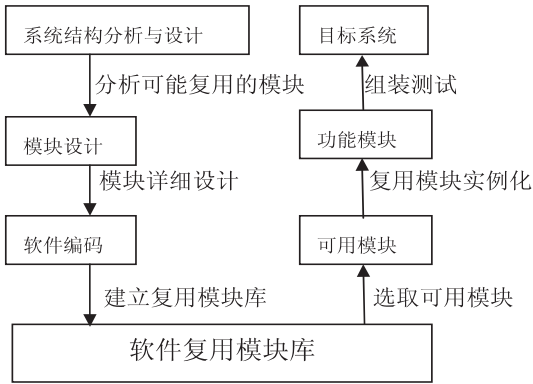 系统结构分析与设计
目标系统
分析可能复用的模块
组装测试
模块设计
功能模块
模块详细设计
复用模块实例化
软件编码
可用模块
建立复用模块库
选取可用模块
软件复用模块库